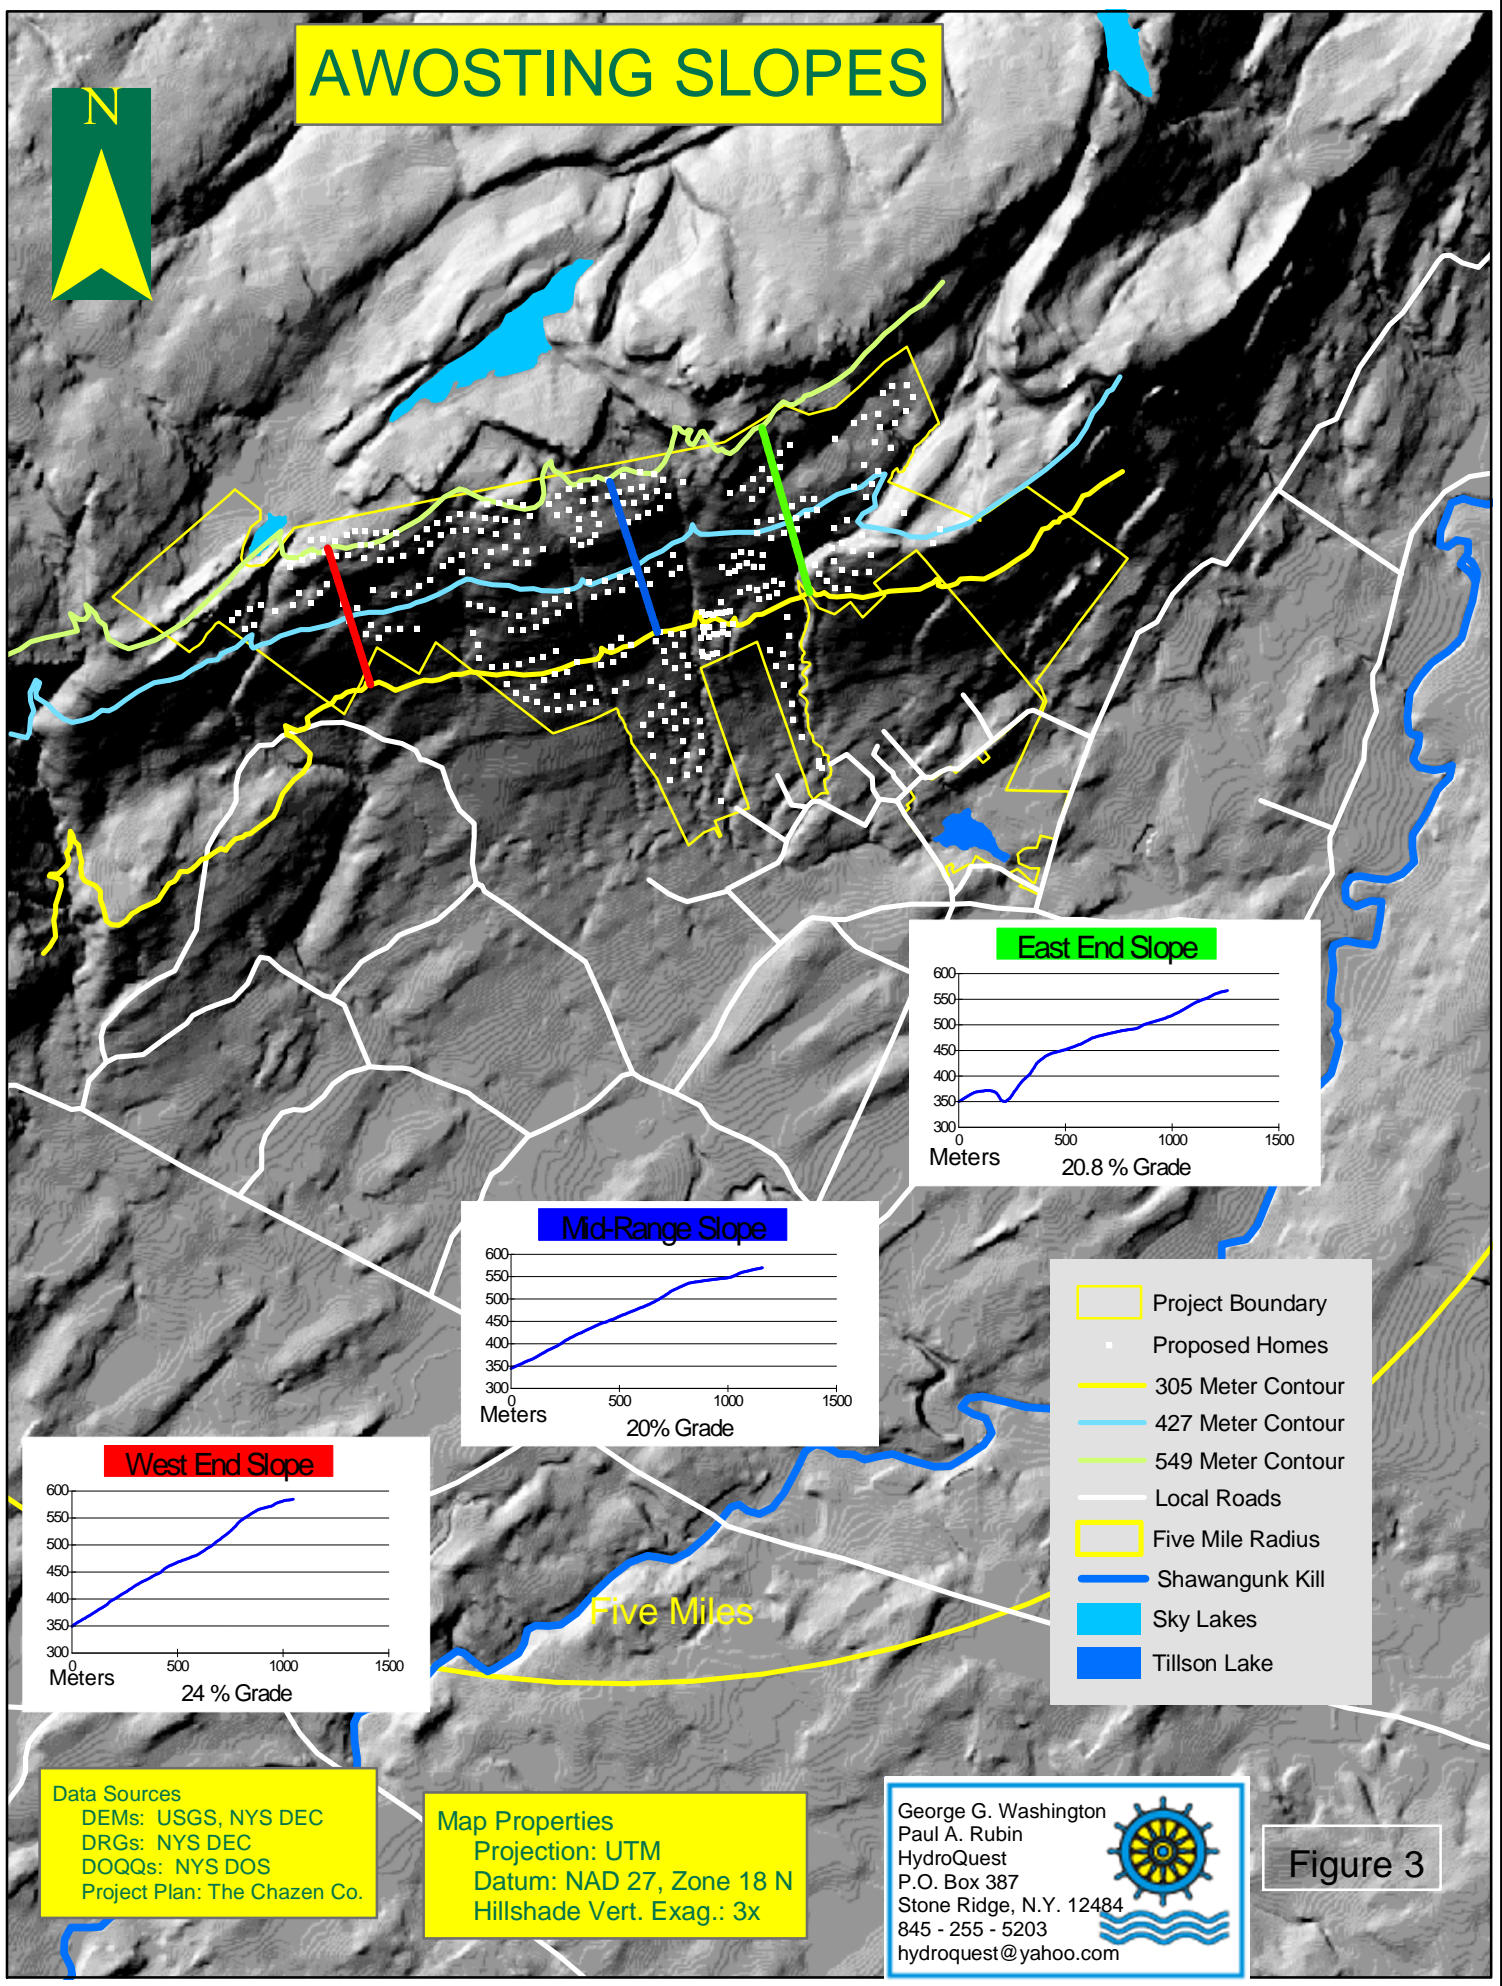 AWOSTING SLOPES
N
East End Slope
600
550
500
450
400
350
300
0 500 1000 1500
Meters
20.8 % Grade
Mid-Range Slope
600
550
500
450
400
350
300
0 500 1000 1500
Meters
20% Grade
West End Slope
600
550
500
450
400
350
300
0 500 1000 1500
Meters
24 % Grade
Project Boundary
Proposed Homes
305 Meter Contour
427 Meter Contour
549 Meter Contour
Local Roads
Five Mile Radius
Shawangunk Kill
Sky Lakes
Tillson Lake
Five Miles
Data Sources
DEMs: USGS, NYS DEC
DRGs: NYS DEC
DOQQs: NYS DOS
Project Plan: The Chazen Co.
Map Properties
Projection: UTM
Datum: NAD 27, Zone 18 N
Hillshade Vert. Exag.: 3x
George G. Washington
Paul A. Rubin
HydroQuest
P.O. Box 387
Stone Ridge, N.Y. 12484
845 - 255 - 5203
hydroquest@yahoo.com
Figure 3